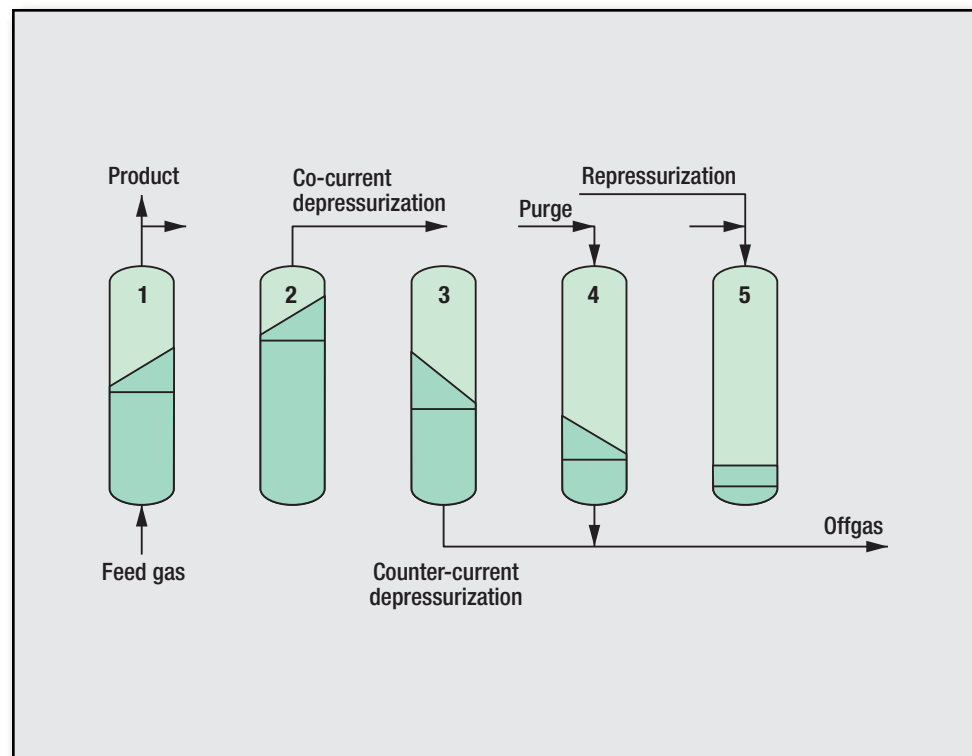 Product
Co-current
depressurization
Repressurization
Purge
1
2
3
4
5
Feed gas
Counter-current
depressurization
Offgas